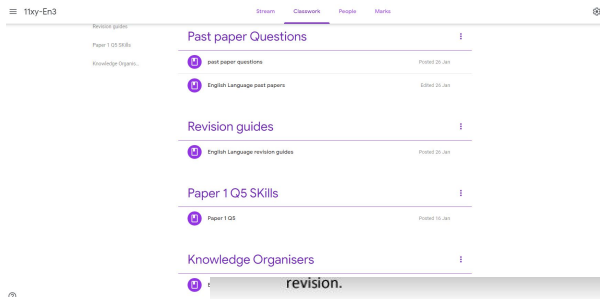 11xy-En3
Stream Classwork People Marks
Revision guides
Paper 1 Q5 SKills
Knowledge Organis...
Past paper Questions
past paper questions Posted 26 Jan
English Language past papers Edited 26 Jan
Revision guides
English Language revision guides Posted 26 Jan
Paper 1 Q5 SKills
Paper 1 Q5 Posted 16 Jan
Knowledge Organisers
revision.